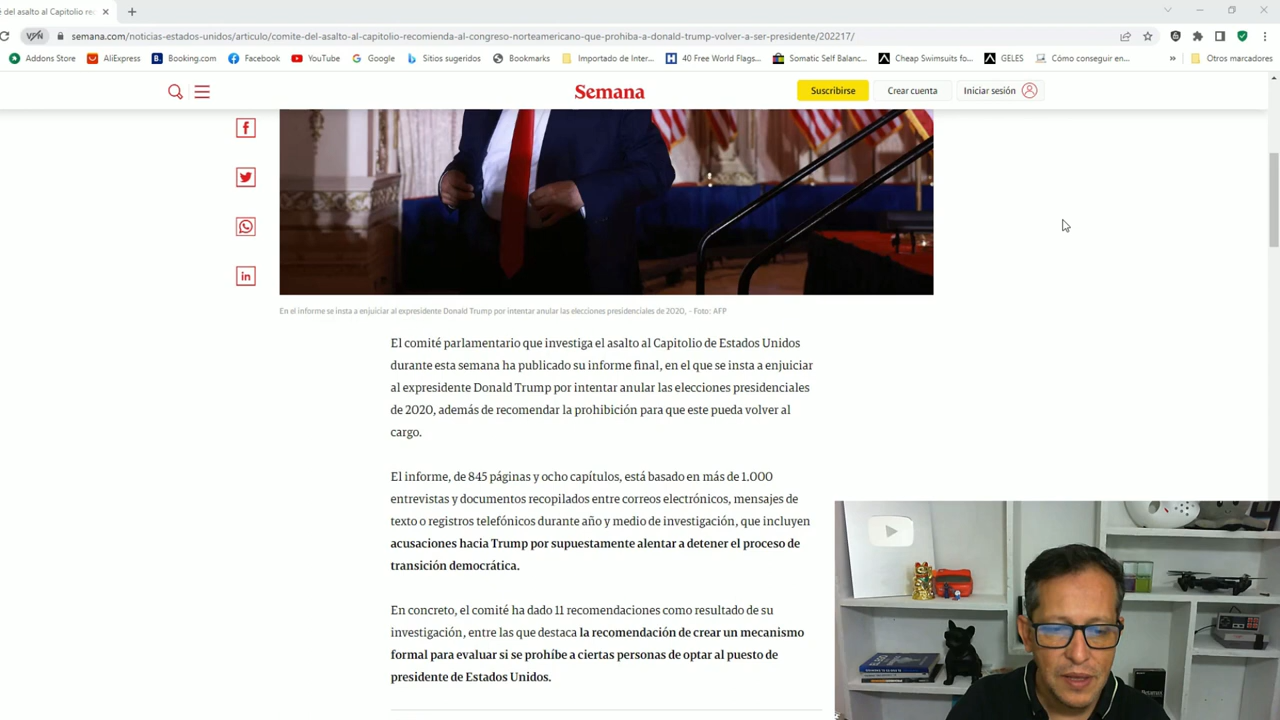 é del asalto al Capitolio rec
semana.com/noticias-estados-unidos/articulo/comite-del-asalto-al-capitolio-recomienda-al-congreso-norteamericano-que-prohiba-a-donald-trump-volver-a-ser-presidente/202217/
Addons Store AliExpress Booking.com Facebook YouTube Google Sitios sugeridos Bookmarks Importado de Inter... 40 Free World Flags... Somatic Self Balanc... Cheap Swimsuits fo... GELES Cómo conseguir en... » Otros marcadores
Semana
Suscribirse Crear cuenta Iniciar sesión
En el informe se insta a enjuiciar al expresidente Donald Trump por intentar anular las elecciones presidenciales de 2020, - Foto: AFP
El comité parlamentario que investiga el asalto al Capitolio de Estados Unidos
durante esta semana ha publicado su informe final, en el que se insta a enjuiciar
al expresidente Donald Trump por intentar anular las elecciones presidenciales
de 2020, además de recomendar la prohibición para que este pueda volver al
cargo.
El informe, de 845 páginas y ocho capítulos, está basado en más de 1.000
entrevistas y documentos recopilados entre correos electrónicos, mensajes de
texto o registros telefónicos durante año y medio de investigación, que incluyen
acusaciones hacia Trump por supuestamente alentar a detener el proceso de
transición democrática.
En concreto, el comité ha dado 11 recomendaciones como resultado de su
investigación, entre las que destaca la recomendación de crear un mecanismo
formal para evaluar si se prohíbe a ciertas personas de optar al puesto de
presidente de Estados Unidos.